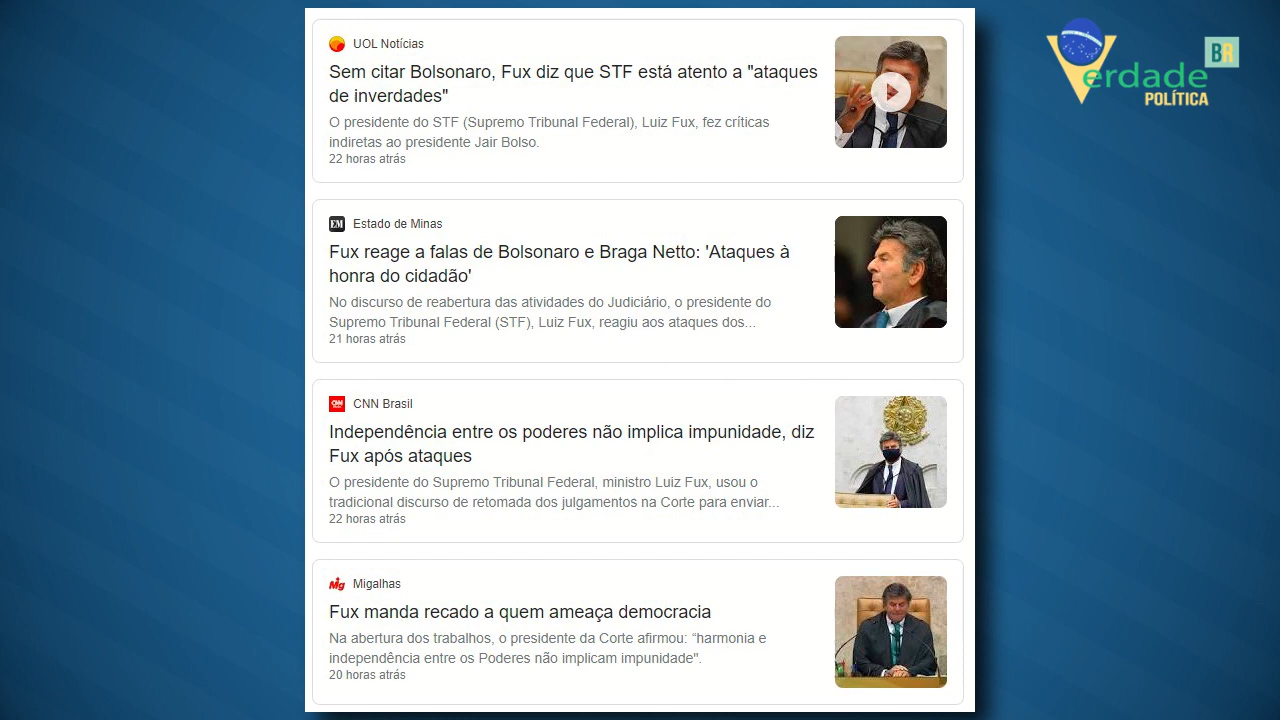 UOL Notícias
Sem citar Bolsonaro, Fux diz que STF está atento a "ataques
de inverdades"
O presidente do STF (Supremo Tribunal Federal), Luiz Fux, fez críticas
indiretas ao presidente Jair Bolso.
22 horas atrás
EM
Estado de Minas
Fux reage a falas de Bolsonaro e Braga Netto: 'Ataques à
honra do cidadão'
No discurso de reabertura das atividades do Judiciário, o presidente do
Supremo Tribunal Federal (STF), Luiz Fux, reagiu aos ataques dos...
21 horas atrás
CNN Brasil
Independência entre os poderes não implica impunidade, diz
Fux após ataques
O presidente do Supremo Tribunal Federal, ministro Luiz Fux, usou o
tradicional discurso de retomada dos julgamentos na Corte para enviar...
22 horas atrás
Mg
Migalhas
Fux manda recado a quem ameaça democracia
Na abertura dos trabalhos, o presidente da Corte afirmou: “harmonia e
independência entre os Poderes não implicam impunidade".
20 horas atrás
Verdade
BR
POLÍTICA